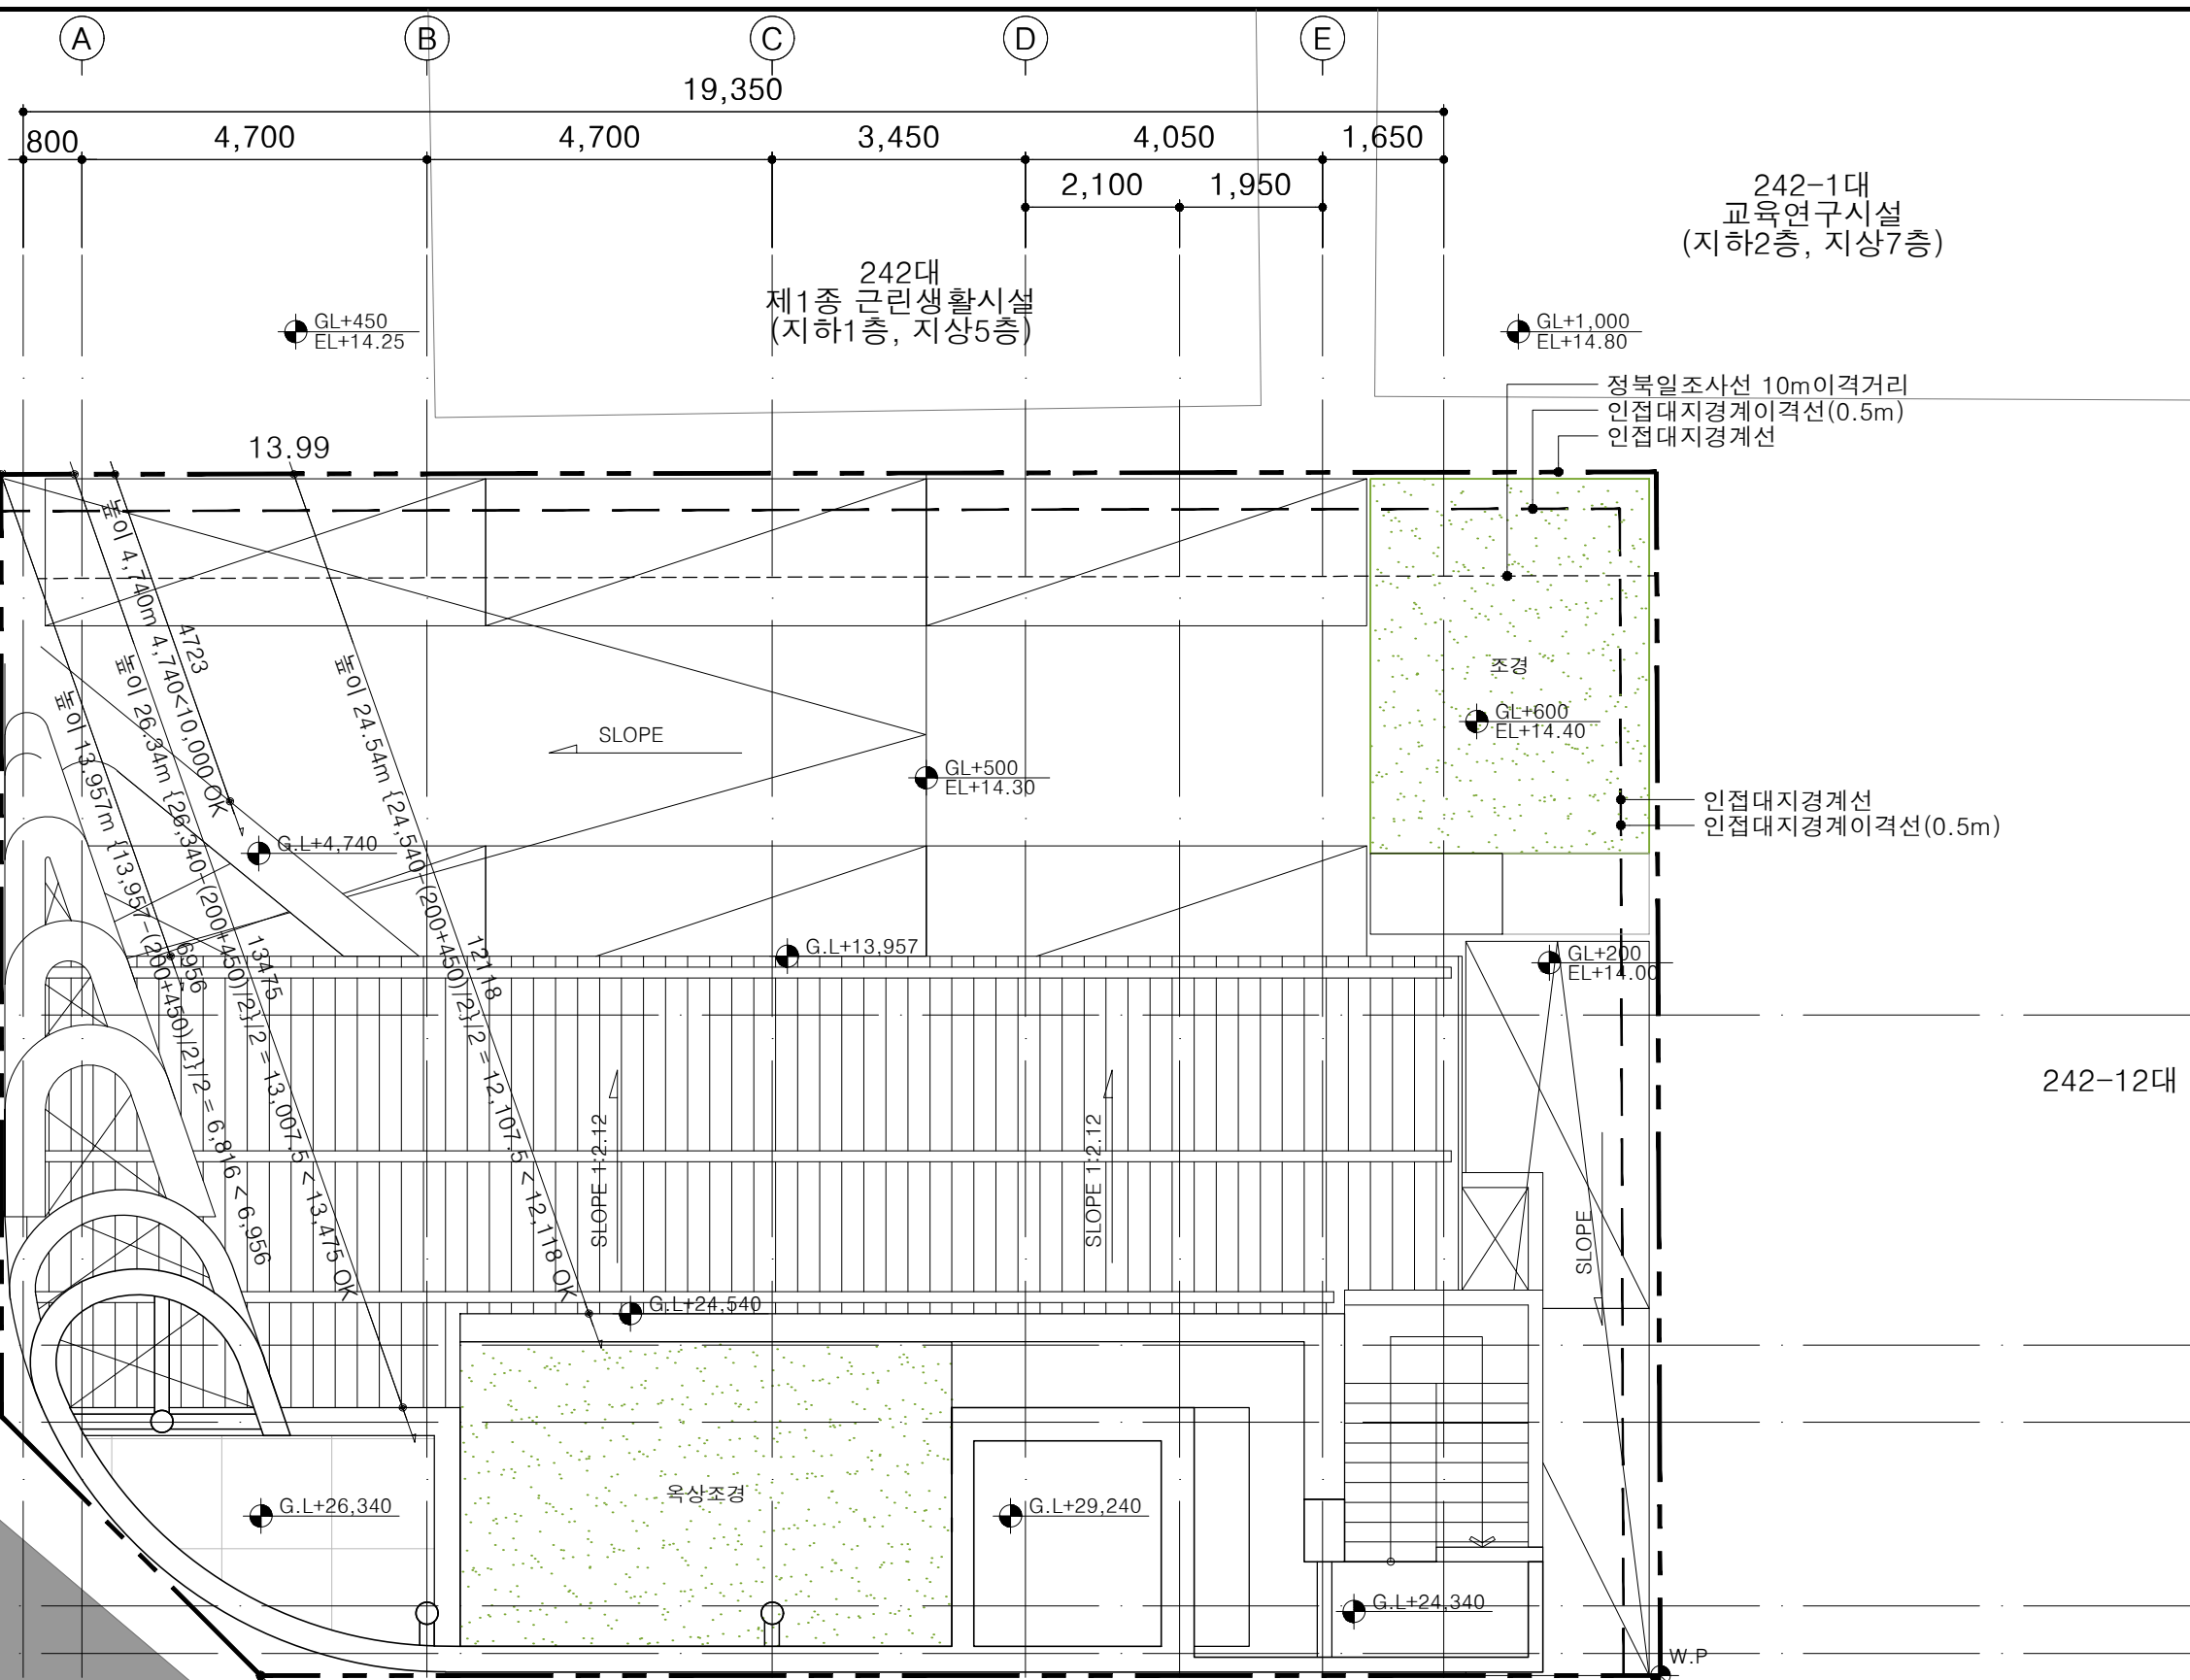 A
B
C
D
E
19,350
800
4,700
4,700
3,450
4,050
1,650
2,100
1,950
242-1대
교육연구시설
(지하2층, 지상7층)
242대
제1종 근린생활시설
(지하1층, 지상5층)
GL+450
EL+14.25
GL+1,000
EL+14.80
정북일조사선 10m이격거리
인접대지경계이격선(0.5m)
인접대지경계선
13.99
높이 4,740m 4,740<10,000 OK
4723
높이 26.34m {26,340-(200+450)/2}/2 = 13,007.5 < 13,475 OK
13475
높이 13.957m {13,957-(200+450)/2}/2 = 6,816 < 6,956
6956
높이 24.54m {24,540-(200+450)/2}/2 = 12,107.5 < 12,118 OK
12118
조경
GL+600
EL+14.40
SLOPE
GL+500
EL+14.30
인접대지경계선
인접대지경계이격선(0.5m)
G.L+4,740
G.L+13,957
GL+200
EL+14.00
242-12대
SLOPE 1:2.12
SLOPE 1:2.12
SLOPE
G.L+24,540
옥상조경
G.L+26,340
G.L+29,240
G.L+24,340
W.P